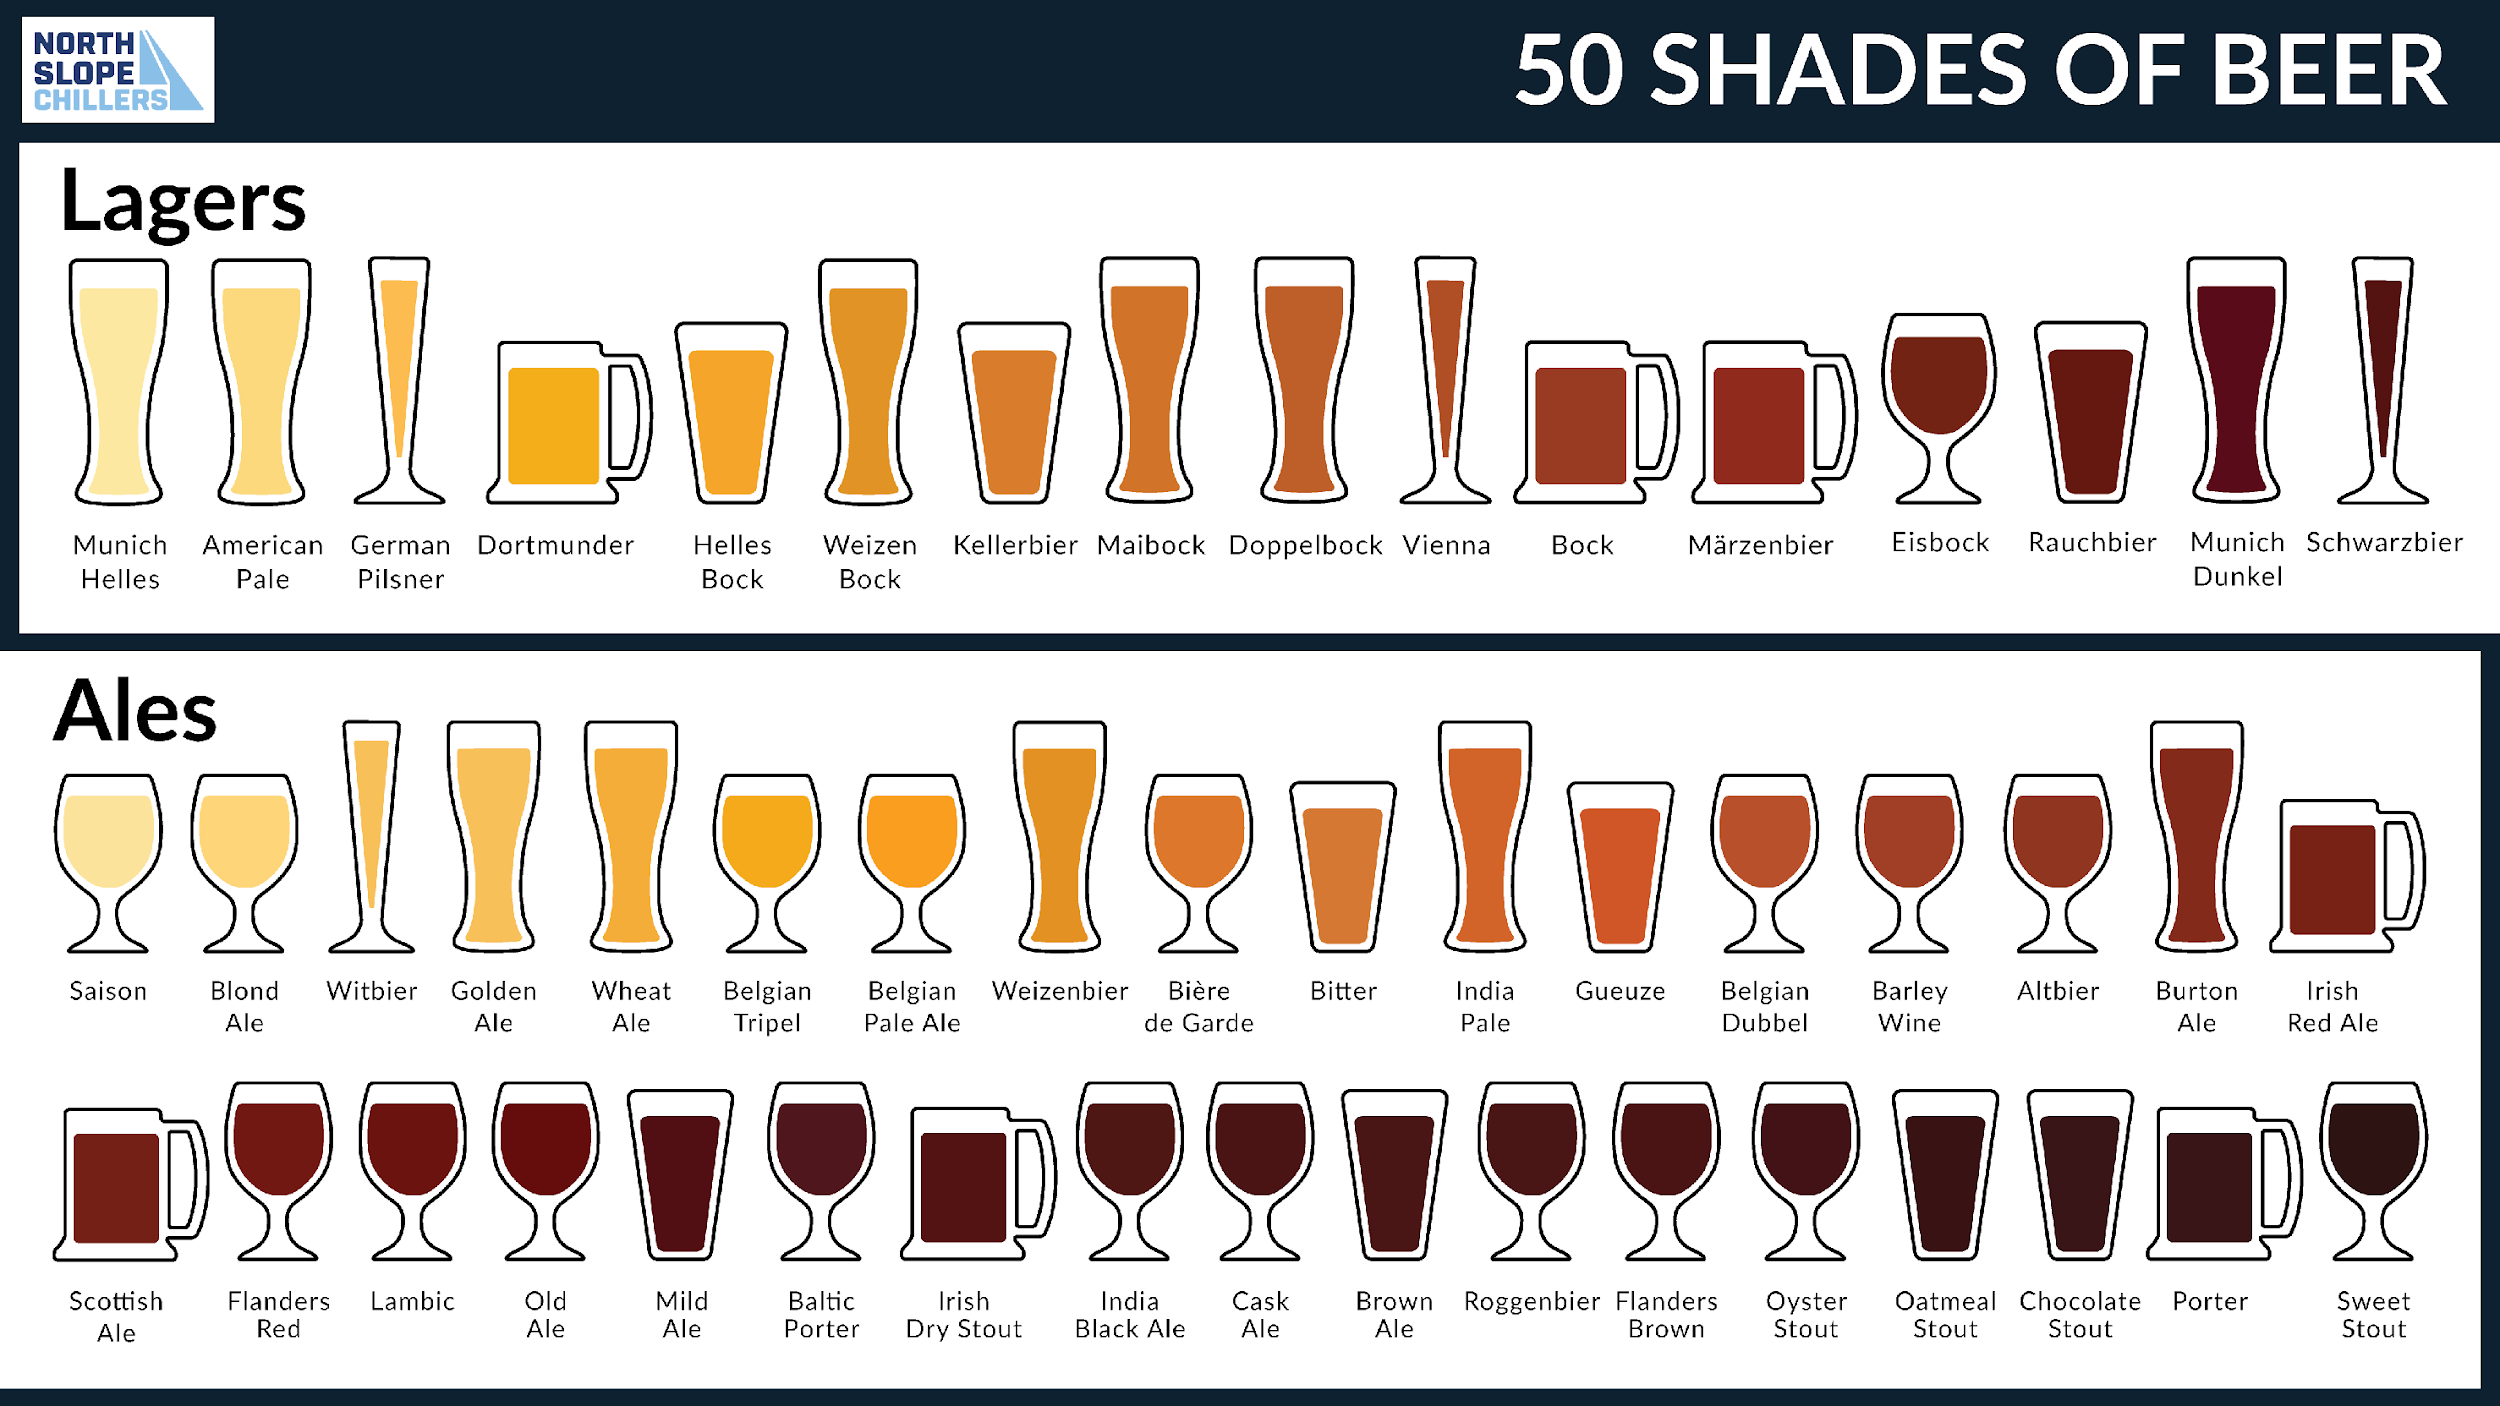 NORTH
SLOPE
CHILLERS
50 SHADES OF BEER
Lagers
Munich
Helles
American
Pale
German
Pilsner
Dortmunder
Helles
Bock
Weizen
Bock
Kellerbier
Maibock
Doppelbock
Vienna
Bock
Märzenbier
Eisbock
Rauchbier
Munich
Dunkel
Schwarzbier
Ales
Saison
Blond
Ale
Witbier
Golden
Ale
Wheat
Ale
Belgian
Tripel
Belgian
Pale Ale
Weizenbier
Bière
de Garde
Bitter
India
Pale
Gueuze
Belgian
Dubbel
Barley
Wine
Altbier
Burton
Ale
Irish
Red Ale
Scottish
Ale
Flanders
Red
Lambic
Old
Ale
Mild
Ale
Baltic
Porter
Irish
Dry Stout
India
Black Ale
Cask
Ale
Brown
Ale
Roggenbier
Flanders
Brown
Oyster
Stout
Oatmeal
Stout
Chocolate
Stout
Porter
Sweet
Stout